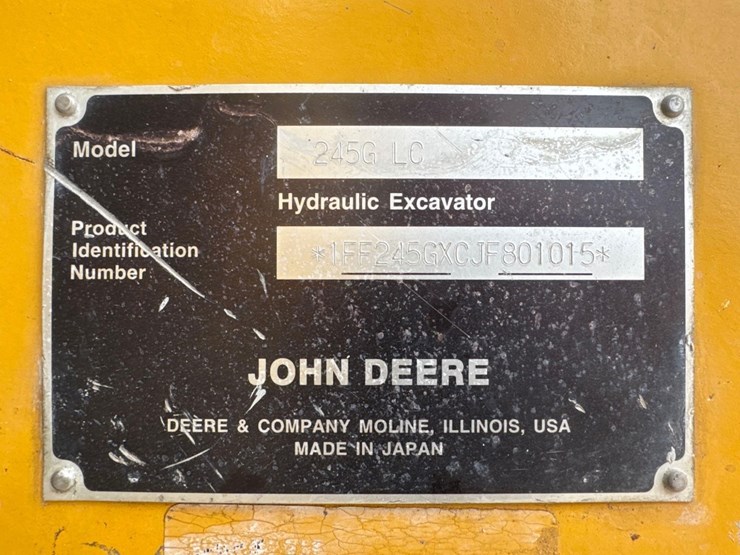 Model
245G LC
Hydraulic Excavator
Product
Identification
Number
*1FF245GXCJF801015*
JOHN DEERE
DEERE & COMPANY MOLINE, ILLINOIS, USA
MADE IN JAPAN